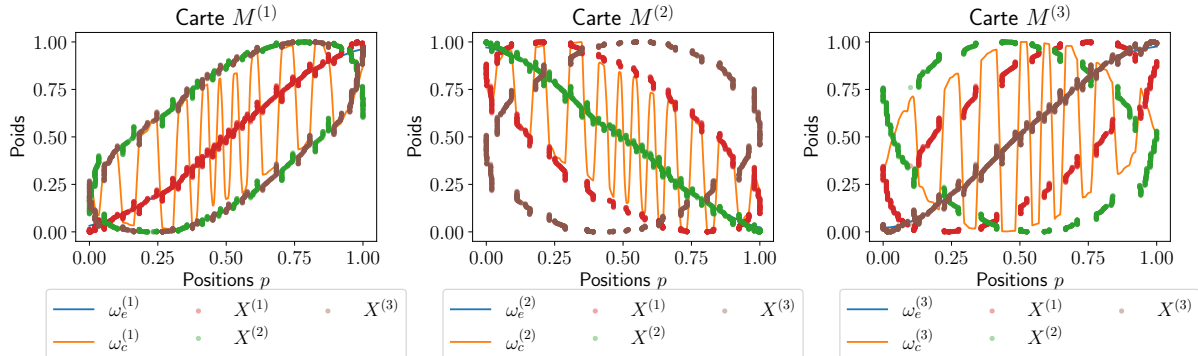 Carte M^{(1)}
Poids
1.00
0.75
0.50
0.25
0.00
0.00 0.25 0.50 0.75 1.00
Positions p
ω_e^{(1)} X^{(1)} X^{(3)}
ω_c^{(1)} X^{(2)}
Carte M^{(2)}
Poids
1.00
0.75
0.50
0.25
0.00
0.00 0.25 0.50 0.75 1.00
Positions p
ω_e^{(2)} X^{(1)} X^{(3)}
ω_c^{(2)} X^{(2)}
Carte M^{(3)}
Poids
1.00
0.75
0.50
0.25
0.00
0.00 0.25 0.50 0.75 1.00
Positions p
ω_e^{(3)} X^{(1)} X^{(3)}
ω_c^{(3)} X^{(2)}